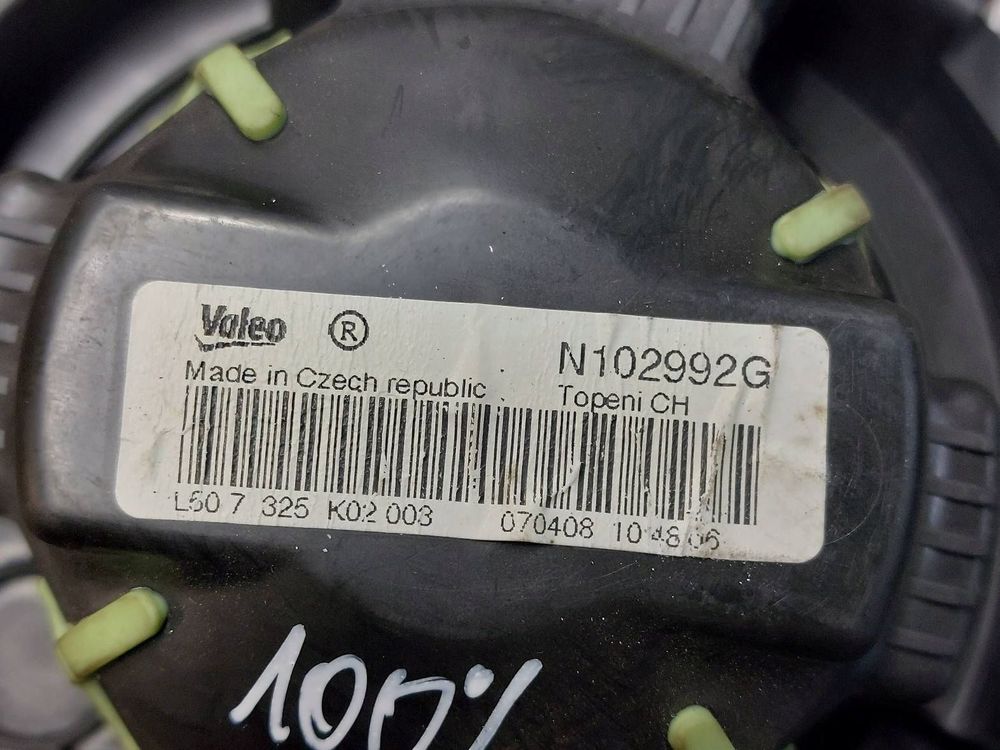 Valeo ®
N102992G
Made in Czech republic
Topeni CH
L50 7 325 K02 003 070408 10:48:06
100%